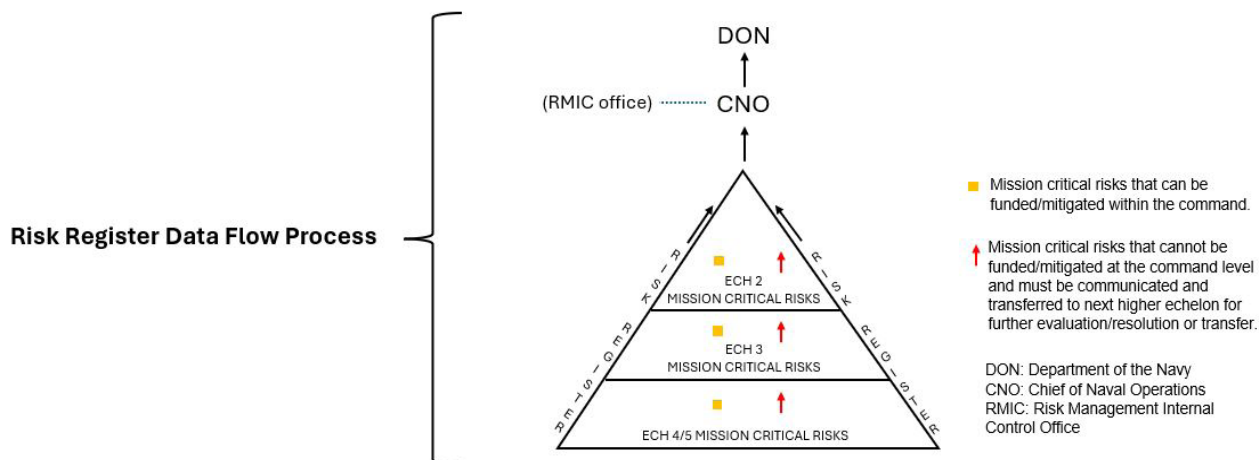 DON
(RMIC office)
CNO
Risk Register Data Flow Process
RISK REGISTER
RISK REGISTER
ECH 2
MISSION CRITICAL RISKS
ECH 3
MISSION CRITICAL RISKS
ECH 4/5 MISSION CRITICAL RISKS
Mission critical risks that can be
funded/mitigated within the command.
Mission critical risks that cannot be
funded/mitigated at the command level
and must be communicated and
transferred to next higher echelon for
further evaluation/resolution or transfer.
DON: Department of the Navy
CNO: Chief of Naval Operations
RMIC: Risk Management Internal
Control Office